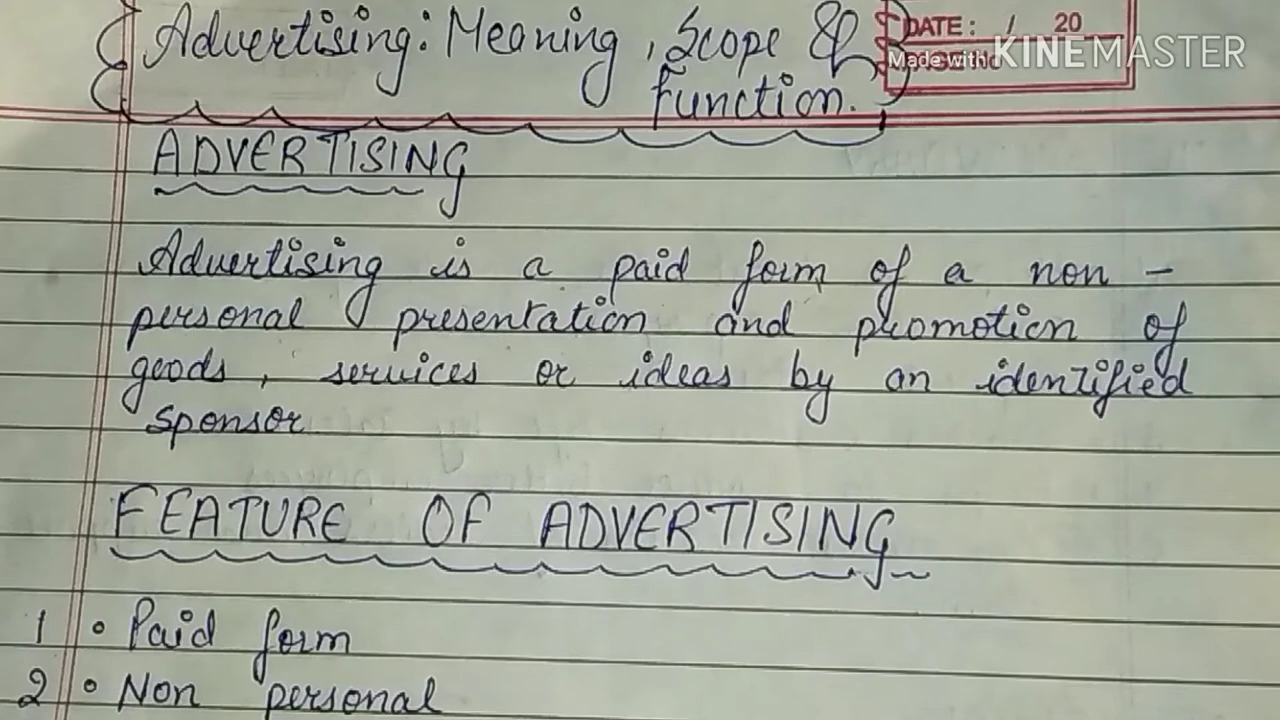 Advertising: Meaning, Scope &
function.
DATE: / 20
PAGE No
Made with KINEMASTER
ADVERTISING
Advertising is a paid form of a non -
personal presentation and promotion of
goods, services or ideas by an identified
sponsor
FEATURE OF ADVERTISING
1 • Paid form
2 • Non personal